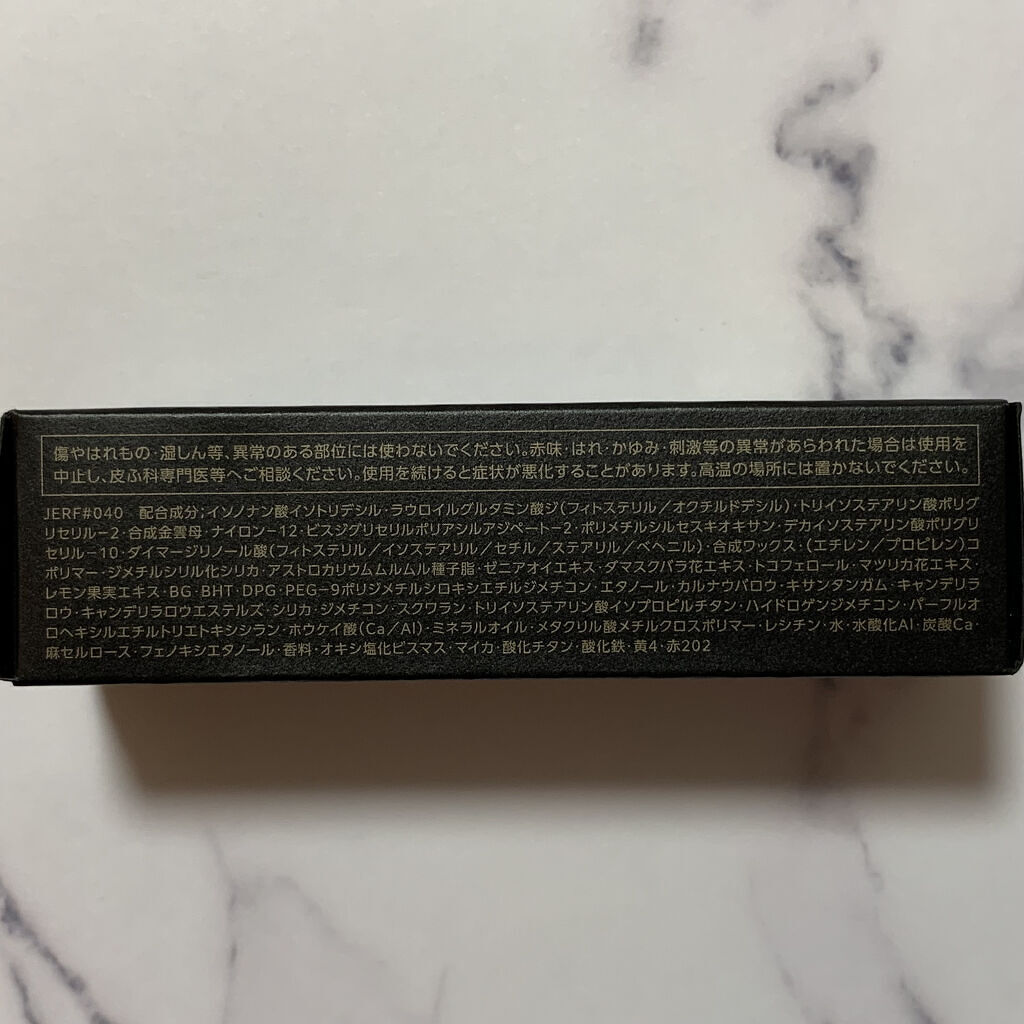 傷やはれもの・湿しん等、異常のある部位には使わないでください。赤味・はれ・かゆみ・刺激等の異常があらわれた場合は使用を
中止し、皮ふ科専門医等へご相談ください。使用を続けると症状が悪化することがあります。高温の場所には置かないでください。
JERF#040 配合成分;イソノナン酸イソトリデシル・ラウロイルグルタミン酸ジ(フィトステリル/オクチルドデシル)・トリイソステアリン酸ポリグ
リセリル-2・合成金雲母・ナイロン-12・ビスジグリセリルポリアシルアジペート-2・ポリメチルシルセスキオキサン・デカイソステアリン酸ポリグリ
セリル-10・ダイマージリノール酸(フィトステリル/イソステアリル/セチル/ステアリル/ベヘニル)・合成ワックス・(エチレン/プロピレン)コ
ポリマー・ジメチルシリル化シリカ・アストロカリウムムルムル種子脂・ゼニアオイエキス・ダマスクバラ花エキス・トコフェロール・マツリカ花エキス・
レモン果実エキス・BG・BHT・DPG・PEG-9ポリジメチルシロキシエチルジメチコン・エタノール・カルナウバロウ・キサンタンガム・キャンデリラ
ロウ・キャンデリラロウエステルズ・シリカ・ジメチコン・スクワラン・トリイソステアリン酸イソプロピルチタン・ハイドロゲンジメチコン・パーフルオ
ロヘキシルエチルトリエトキシシラン・ホウケイ酸(Ca/Al)・ミネラルオイル・メタクリル酸メチルクロスポリマー・レシチン・水・水酸化Al・炭酸Ca・
麻セルロース・フェノキシエタノール・香料・オキシ塩化ビスマス・マイカ・酸化チタン・酸化鉄・黄4・赤202